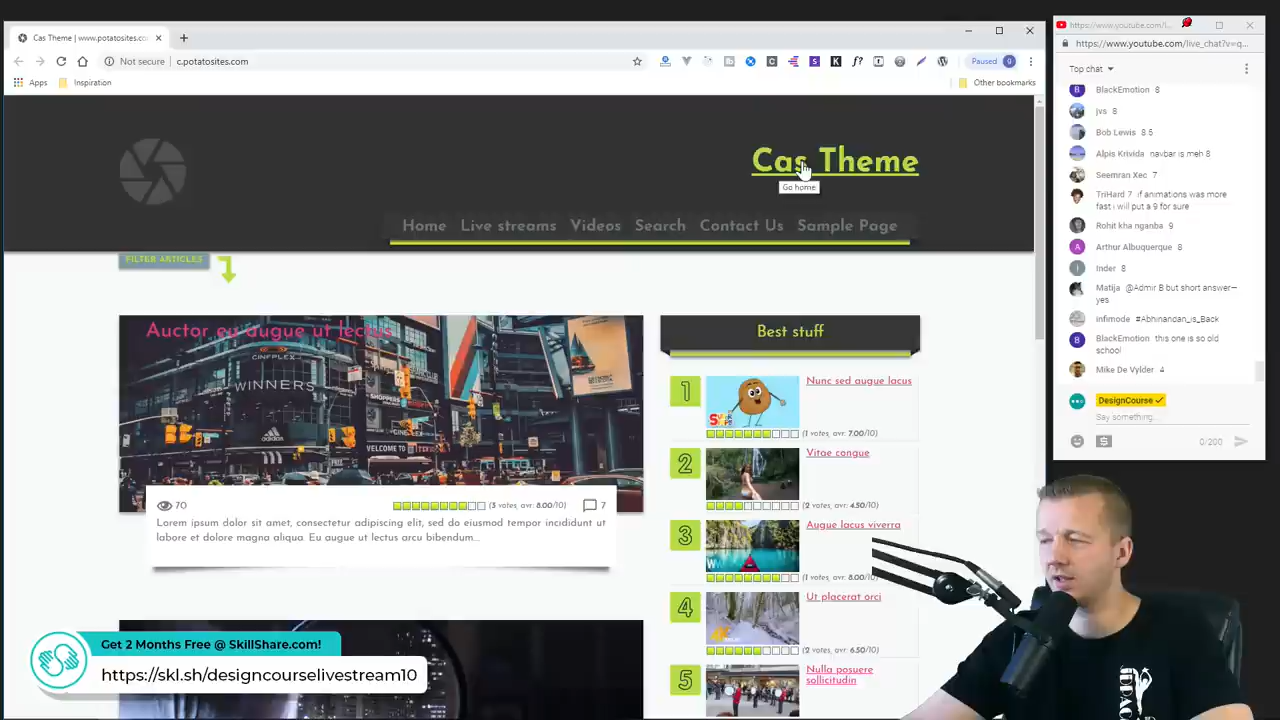 Cas Theme | www.potatosites.co...
Not secure
c.potatosites.com
Paused
Apps
Inspiration
Other bookmarks
Cas Theme
Go home
Home Live streams Videos Search Contact Us Sample Page
FILTER ARTICLES
Auctor eu augue ut lectus
WINNERS
CINEPLEX
adidas
WELCOME TO
70
(3 votes, avr: 8.00/10)
7
Lorem ipsum dolor sit amet, consectetur adipiscing elit, sed do eiusmod tempor incididunt ut
labore et dolore magna aliqua. Eu augue ut lectus arcu bibendum...
Best stuff
1
Nunc sed augue lacus
(1 votes, avr: 7.00/10)
2
Vitae congue
(2 votes, avr: 4.50/10)
3
Augue lacus viverra
(1 votes, avr: 8.00/10)
4
Ut placerat orci
(2 votes, avr: 6.50/10)
5
Nulla posuere
sollicitudin
https://www.youtube.com/l...
https://www.youtube.com/live_chat?v=q...
Top chat
BlackEmotion 8
jvs 8
Bob Lewis 8 5
Alpis Krivida navbar is meh 8
Seemran Xec 7
TriHard 7 if animations was more
fast i will put a 9 for sure
Rohit kha nganba 9
Arthur Albuquerque 8
Inder 8
Matija @Admir B but short answer—
yes
infimode #Abhinandan_is_Back
BlackEmotion this one is so old
school
Mike De Vylder 4
DesignCourse
Say something...
0/200
Get 2 Months Free @ SkillShare.com!
https://skl.sh/designcourselivestream10